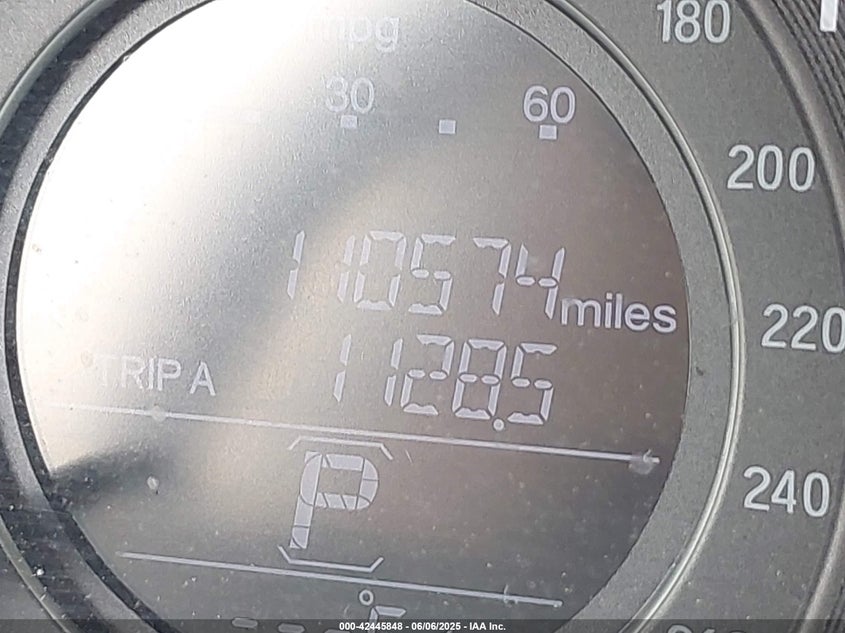 mpg
30 60
180
200
110574 miles
220
TRIP A 1128.5
P
240
°F
000-42445848 - 06/06/2025 - IAA Inc.